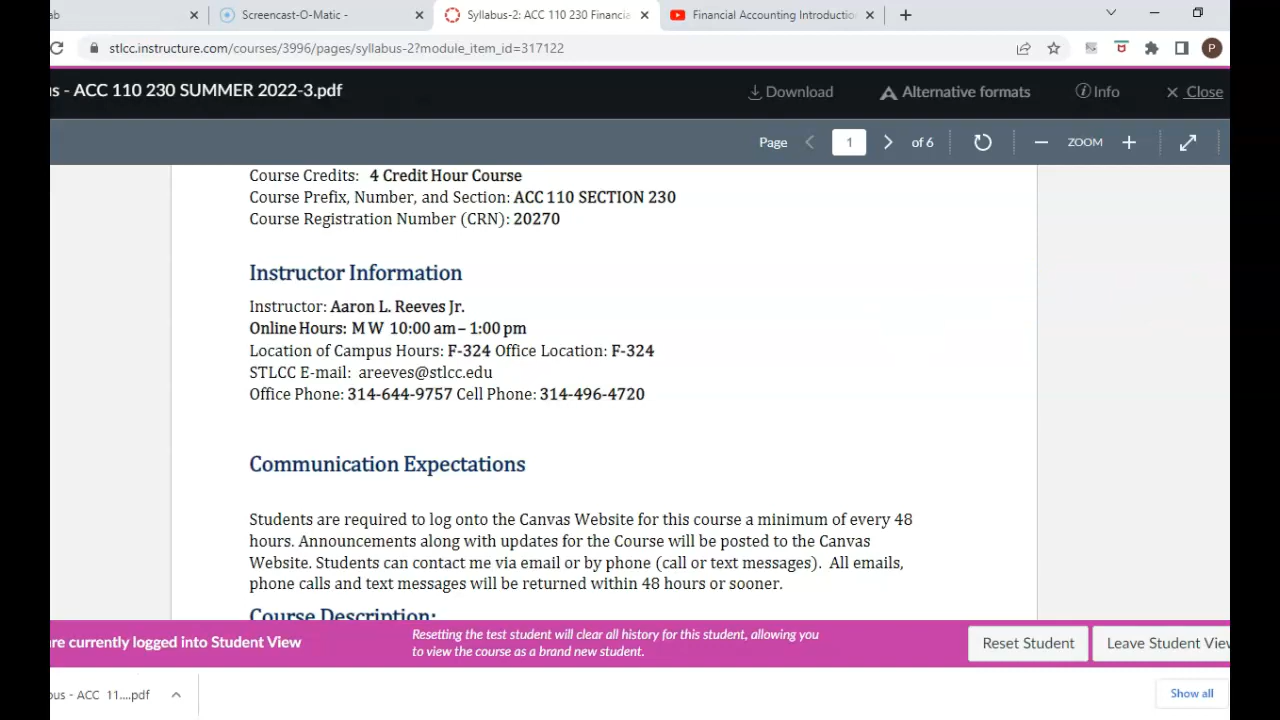 ab
Screencast-O-Matic -
Syllabus-2: ACC 110 230 Financia
Financial Accounting Introductio
stlcc.instructure.com/courses/3996/pages/syllabus-2?module_item_id=317122
P
us - ACC 110 230 SUMMER 2022-3.pdf
Download
Alternative formats
Info
Close
Page 1 of 6
ZOOM
Course Credits: 4 Credit Hour Course
Course Prefix, Number, and Section: ACC 110 SECTION 230
Course Registration Number (CRN): 20270
Instructor Information
Instructor: Aaron L. Reeves Jr.
Online Hours: M W 10:00 am – 1:00 pm
Location of Campus Hours: F-324 Office Location: F-324
STLCC E-mail: areeves@stlcc.edu
Office Phone: 314-644-9757 Cell Phone: 314-496-4720
Communication Expectations
Students are required to log onto the Canvas Website for this course a minimum of every 48
hours. Announcements along with updates for the Course will be posted to the Canvas
Website. Students can contact me via email or by phone (call or text messages). All emails,
phone calls and text messages will be returned within 48 hours or sooner.
Course Description:
re currently logged into Student View
Resetting the test student will clear all history for this student, allowing you
to view the course as a brand new student.
Reset Student
Leave Student View
bus - ACC 11....pdf
Show all